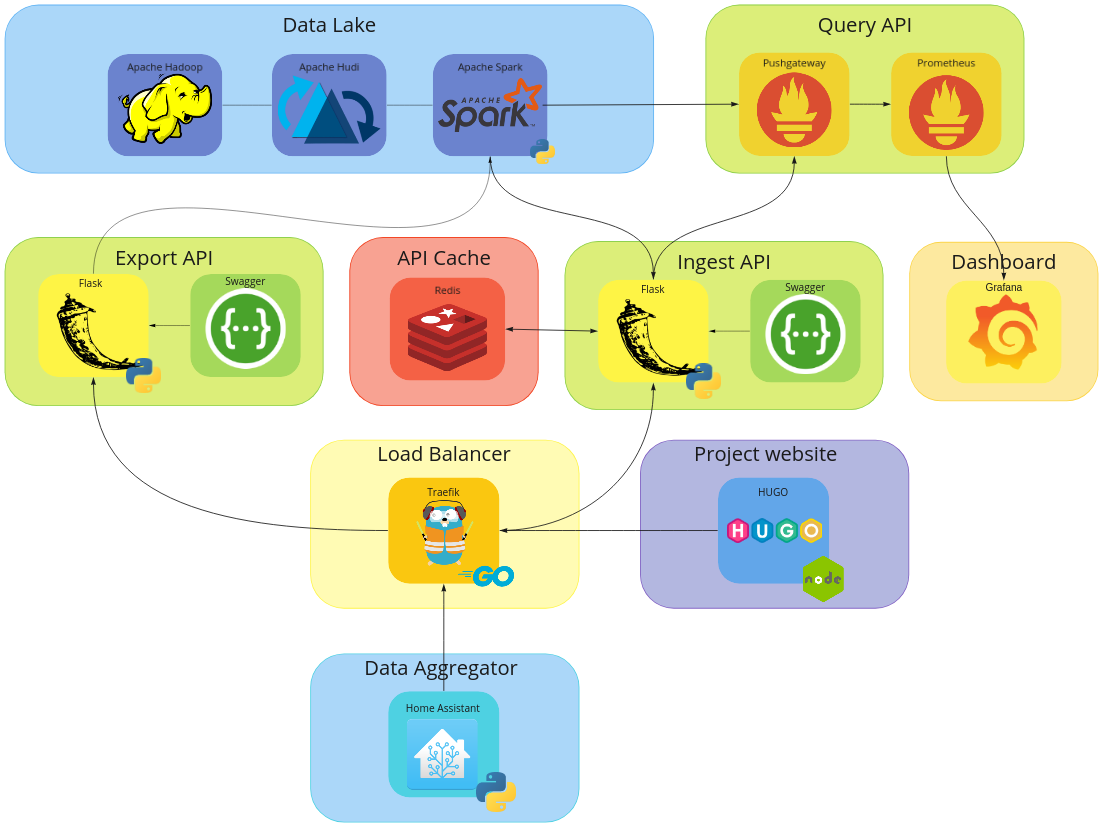 Data Lake
Apache Hadoop
Apache Hudi
Apache Spark
APACHE
Spark
TM
Query API
Pushgateway
Prometheus
Export API
Flask
Swagger
{...}
API Cache
Redis
Ingest API
Flask
Swagger
{...}
Dashboard
Grafana
Load Balancer
Traefik
GO
Project website
HUGO
HUGO
node
Data Aggregator
Home Assistant